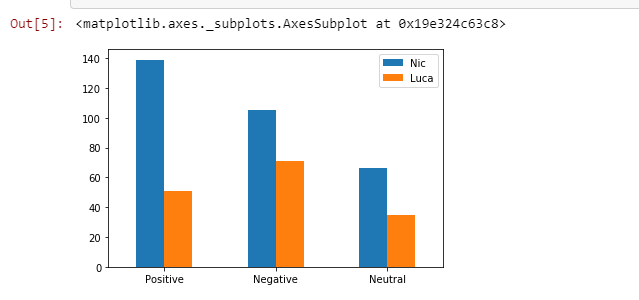 Out[5]: <matplotlib.axes._subplots.AxesSubplot at 0x19e324c63c8>
140
Nic
Luca
120
100
80
60
40
20
0
Positive Negative Neutral